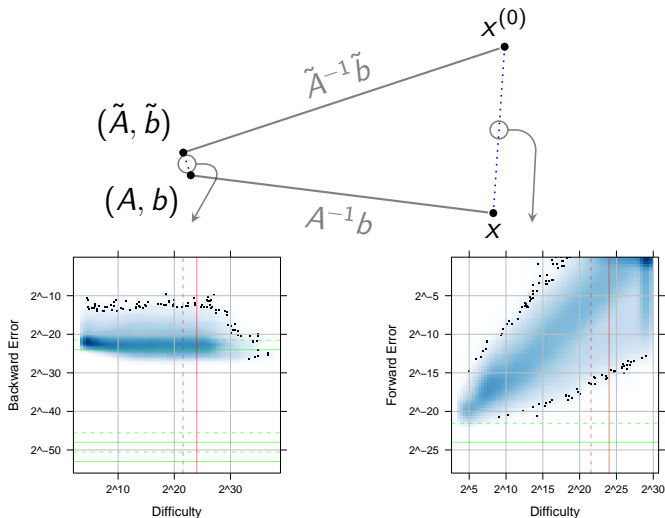 x^{(0)}
Ã^{-1}b̃
(Ã, b̃)
(A, b)
A^{-1}b
x
2^−10
2^−20
2^−30
2^−40
2^−50
Backward Error
2^10
2^20
2^30
Difficulty
2^−5
2^−10
2^−15
2^−20
2^−25
Forward Error
2^5
2^10
2^15
2^20
2^25
2^30
Difficulty